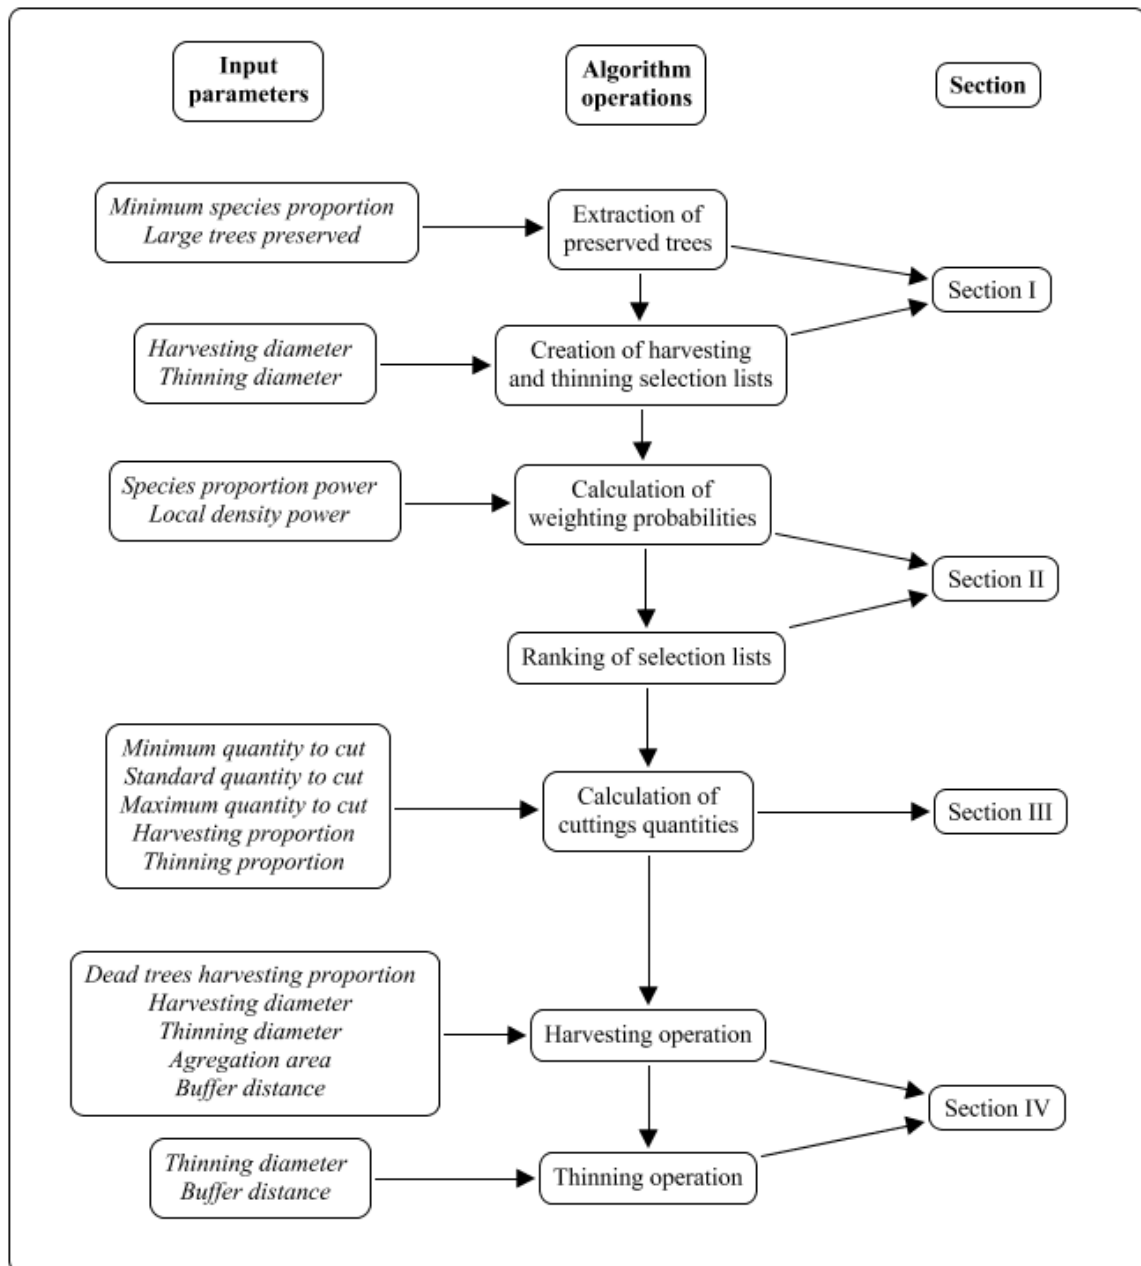 Input
parameters
Algorithm
operations
Section
Minimum species proportion
Large trees preserved
Extraction of
preserved trees
Section I
Harvesting diameter
Thinning diameter
Creation of harvesting
and thinning selection lists
Species proportion power
Local density power
Calculation of
weighting probabilities
Section II
Ranking of selection lists
Minimum quantity to cut
Standard quantity to cut
Maximum quantity to cut
Harvesting proportion
Thinning proportion
Calculation of
cuttings quantities
Section III
Dead trees harvesting proportion
Harvesting diameter
Thinning diameter
Agregation area
Buffer distance
Harvesting operation
Section IV
Thinning diameter
Buffer distance
Thinning operation